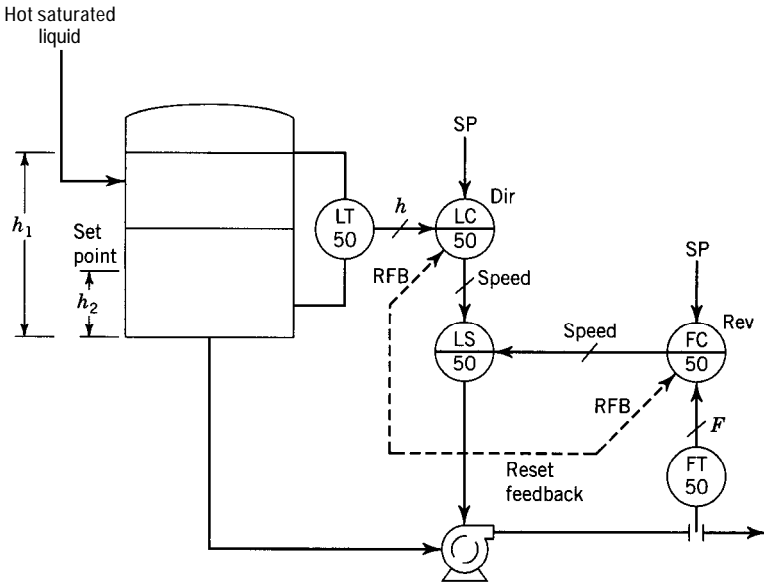 Hot saturated
liquid
SP
Dir
h
LT
50
LC
50
h1
Set
point
h2
RFB
Speed
SP
Rev
LS
50
Speed
FC
50
RFB
F
Reset
feedback
FT
50